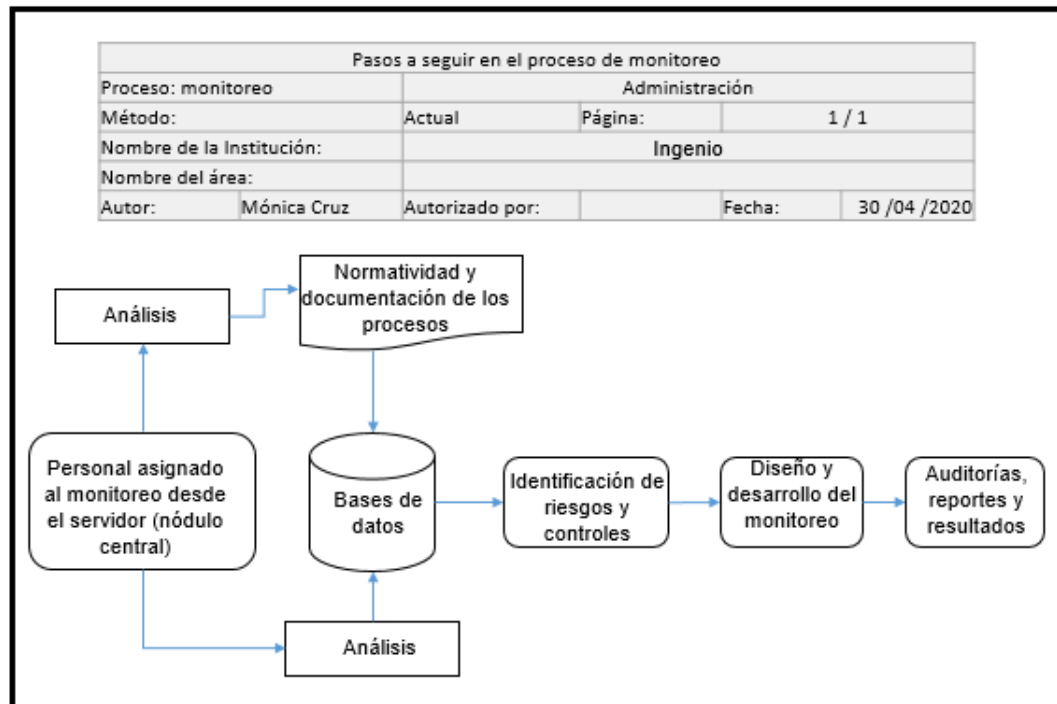 Pasos a seguir en el proceso de monitoreo
Proceso: monitoreo Administración
Método: Actual Página: 1 / 1
Nombre de la Institución: Ingenio
Nombre del área:
Autor: Mónica Cruz Autorizado por: Fecha: 30 /04 /2020
Análisis
Normatividad y
documentación de los
procesos
Personal asignado
al monitoreo desde
el servidor (nódulo
central)
Bases de
datos
Identificación de
riesgos y
controles
Diseño y
desarrollo del
monitoreo
Auditorías,
reportes y
resultados
Análisis